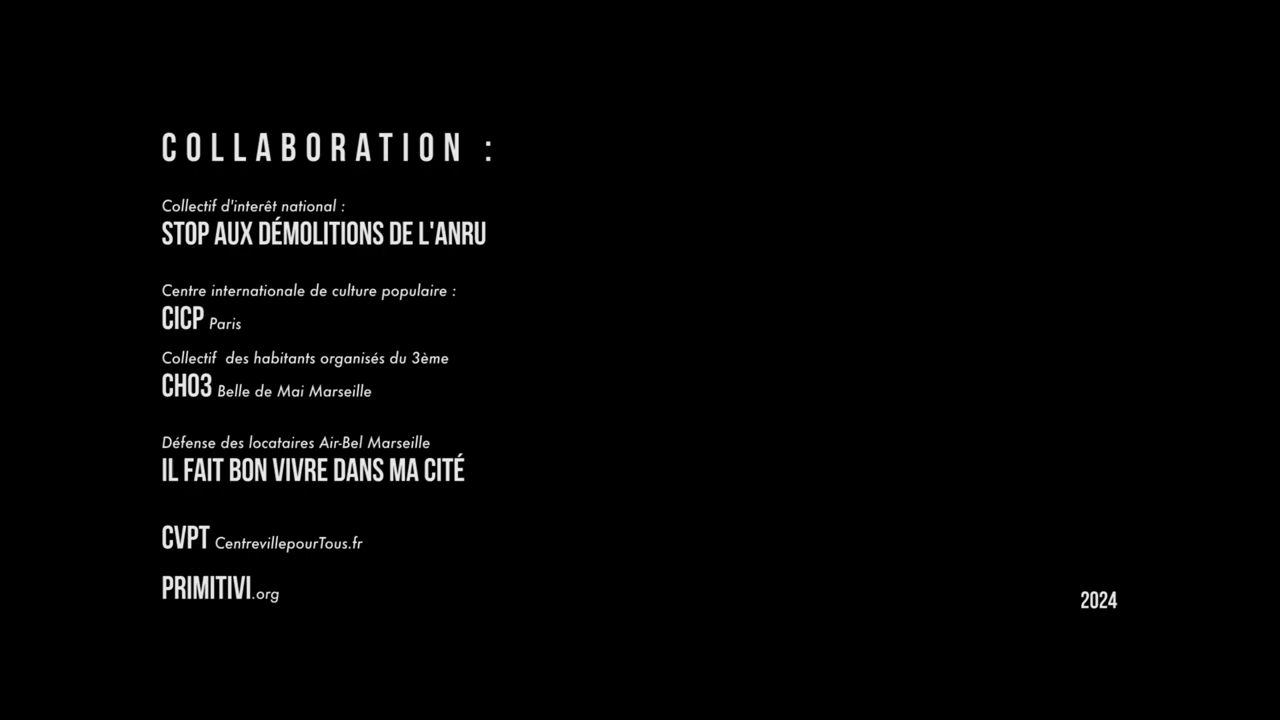 COLLABORATION :
Collectif d'interêt national :
STOP AUX DÉMOLITIONS DE L'ANRU
Centre internationale de culture populaire :
CICP Paris
Collectif des habitants organisés du 3ème
CHO3 Belle de Mai Marseille
Défense des locataires Air-Bel Marseille
IL FAIT BON VIVRE DANS MA CITÉ
CVPT CentrevillepourTous.fr
PRIMITIVI.org
2024